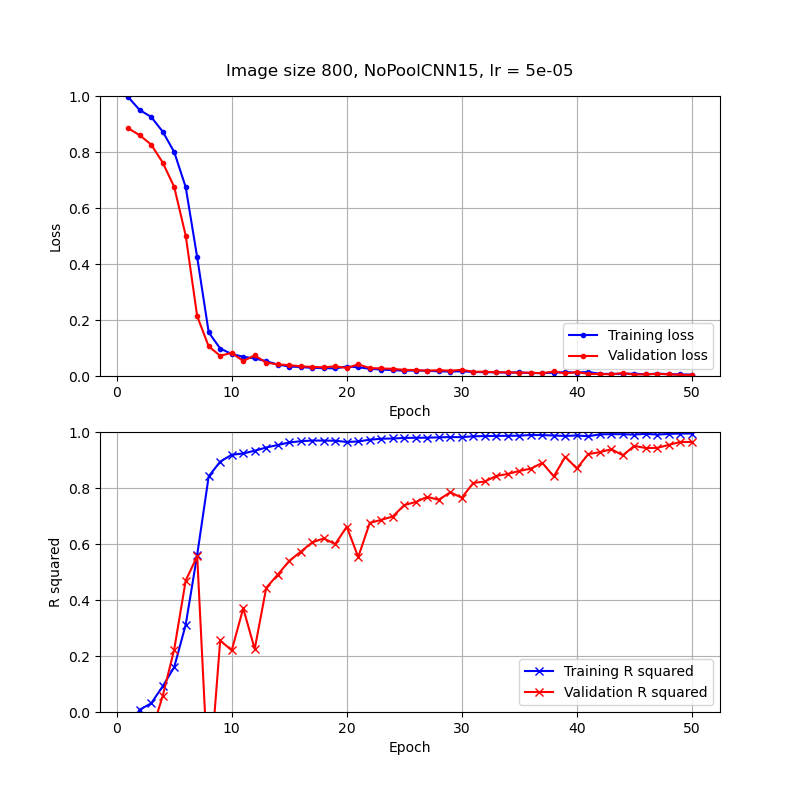 Image size 800, NoPoolCNN15, lr = 5e-05
1.0
0.8
0.6
0.4
0.2
0.0
Loss
0 10 20 30 40 50
Epoch
Training loss
Validation loss
1.0
0.8
0.6
0.4
0.2
0.0
R squared
0 10 20 30 40 50
Epoch
Training R squared
Validation R squared